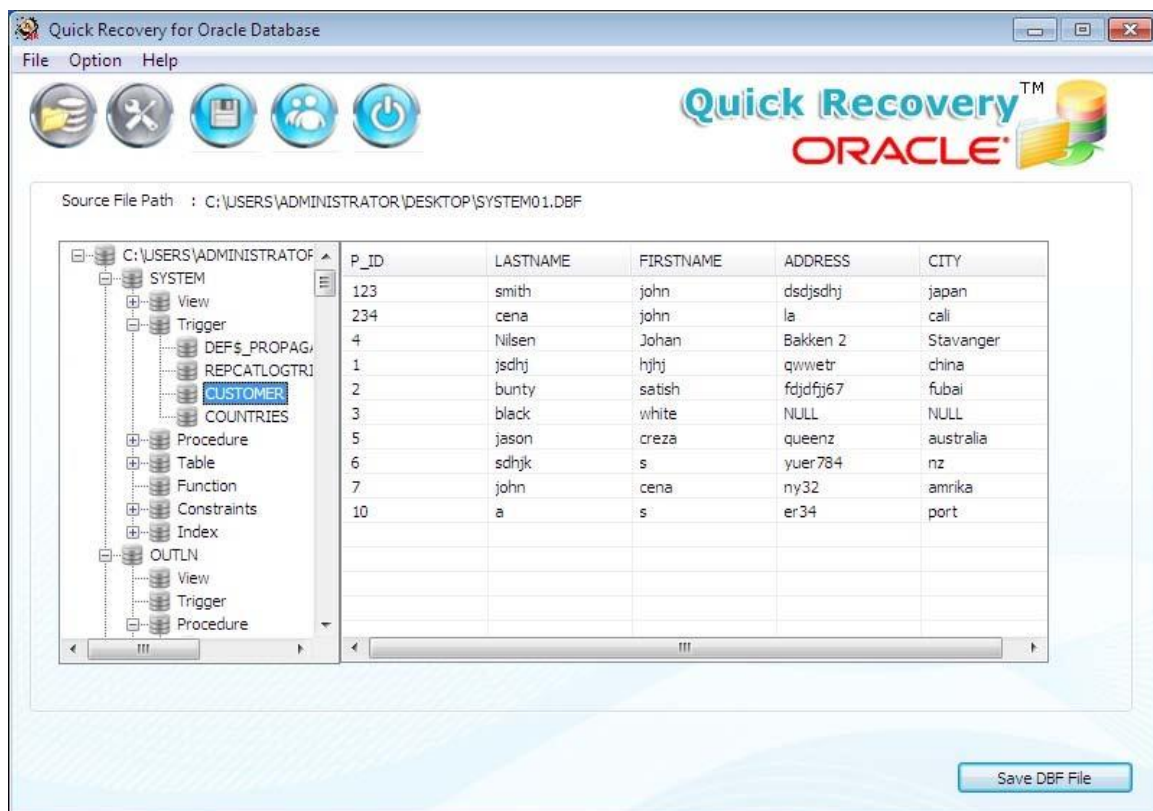 Quick Recovery for Oracle Database
File Option Help
Quick Recovery™
ORACLE
Source File Path : C:\USERS\ADMINISTRATOR\DESKTOP\SYSTEM01.DBF
C:\USERS\ADMINISTRATOR
SYSTEM
View
Trigger
DEF$_PROPAGA
REPCATLOGTRI
CUSTOMER
COUNTRIES
Procedure
Table
Function
Constraints
Index
OUTLN
View
Trigger
Procedure
P_ID LASTNAME FIRSTNAME ADDRESS CITY
123 smith john dsdjsdhj japan
234 cena john la cali
4 Nilsen Johan Bakken 2 Stavanger
1 jsdhj hjhj qwwetr china
2 bunty satish fdjdfjj67 fubai
3 black white NULL NULL
5 jason creza queenz australia
6 sdhjk s yuer784 nz
7 john cena ny32 amrika
10 a s er34 port
Save DBF File